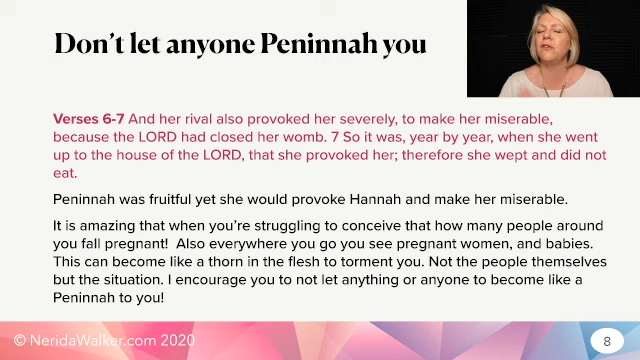 Don't let anyone Peninnah you
Verses 6-7 And her rival also provoked her severely, to make her miserable,
because the LORD had closed her womb. 7 So it was, year by year, when she went
up to the house of the LORD, that she provoked her; therefore she wept and did not
eat.
Peninnah was fruitful yet she would provoke Hannah and make her miserable.
It is amazing that when you're struggling to conceive that how many people around
you fall pregnant!  Also everywhere you go you see pregnant women, and babies.
This can become like a thorn in the flesh to torment you. Not the people themselves
but the situation. I encourage you to not let anything or anyone to become like a
Peninnah to you!
© NeridaWalker.com 2020
8